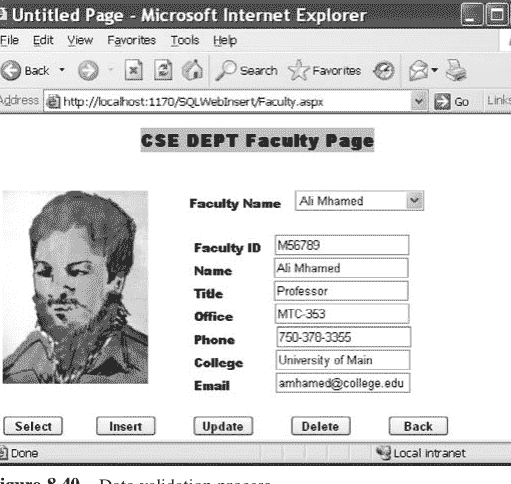 Untitled Page - Microsoft Internet Explorer
File Edit View Favorites Tools Help
Back Search Favorites
Address http://localhost:1170/SQLWebInsert/Faculty.aspx Go Links
CSE DEPT Faculty Page
Faculty Name Ali Mhamed
Faculty ID M56789
Name Ali Mhamed
Title Professor
Office MTC-353
Phone 750-378-3355
College University of Main
Email amhamed@college.edu
Select Insert Update Delete Back
Done Local intranet
Figure 8.40 Data validation process